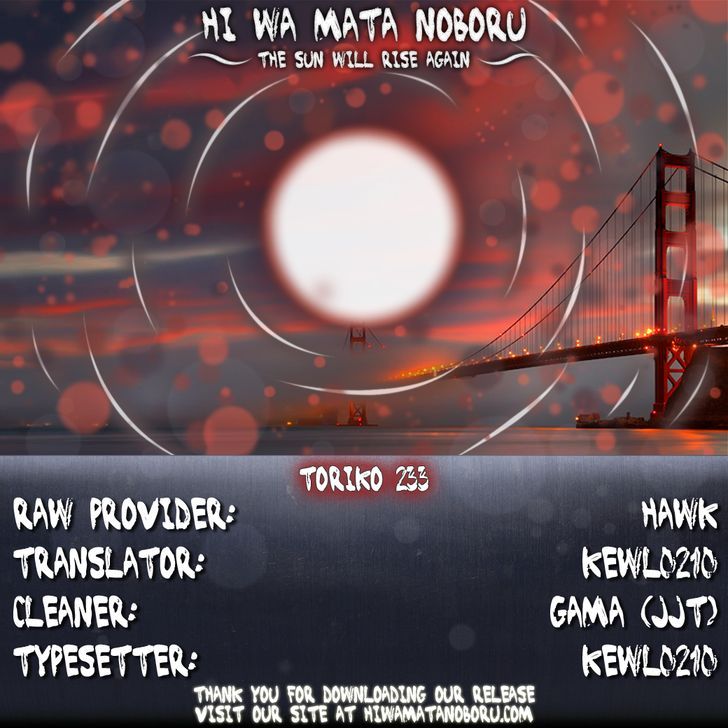 HI WA MATA NOBORU
THE SUN WILL RISE AGAIN
TORIKO 233
RAW PROVIDER: HAWK
TRANSLATOR: KEWL0210
CLEANER: GAMA (JJT)
TYPESETTER: KEWL0210
THANK YOU FOR DOWNLOADING OUR RELEASE
VISIT OUR SITE AT HIWAMATANOBORU.COM